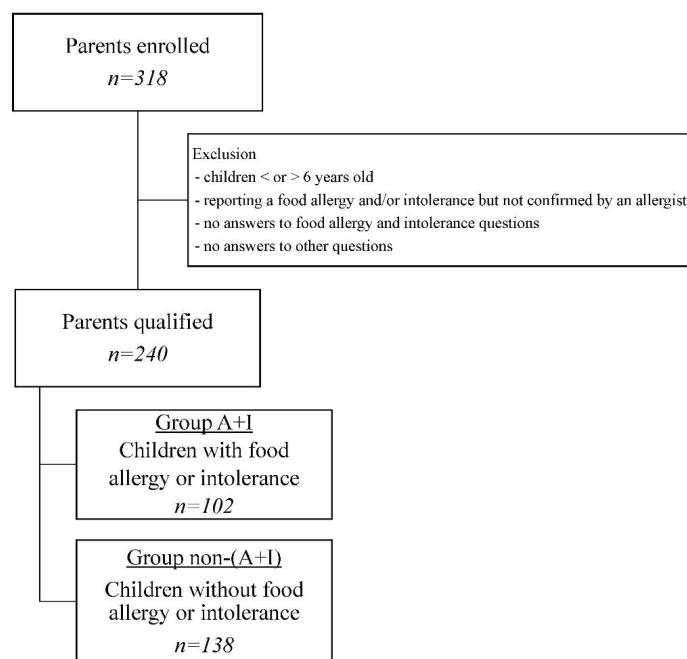 Parents enrolled
n=318
Exclusion
- children < or > 6 years old
- reporting a food allergy and/or intolerance but not confirmed by an allergist
- no answers to food allergy and intolerance questions
- no answers to other questions
Parents qualified
n=240
Group A+I
Children with food
allergy or intolerance
n=102
Group non-(A+I)
Children without food
allergy or intolerance
n=138